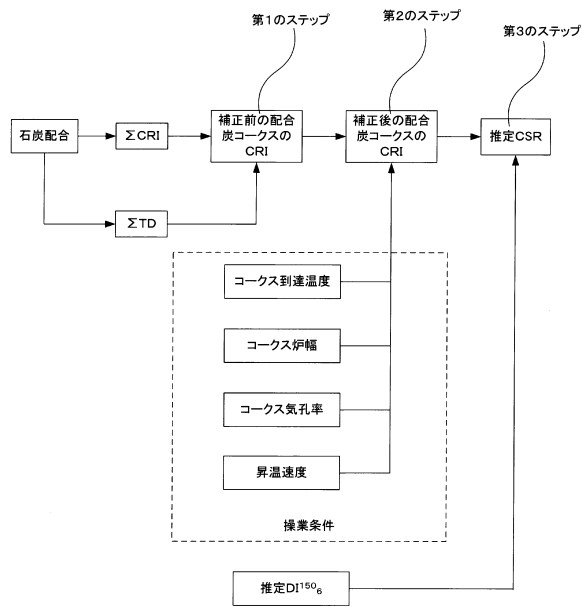 第1のステップ
第2のステップ
第3のステップ
石炭配合
ΣCRI
補正前の配合
炭コークスの
CRI
補正後の配合
炭コークスの
CRI
推定CSR
ΣTD
コークス到達温度
コークス炉幅
コークス気孔率
昇温速度
操業条件
推定DI¹⁵⁰₆